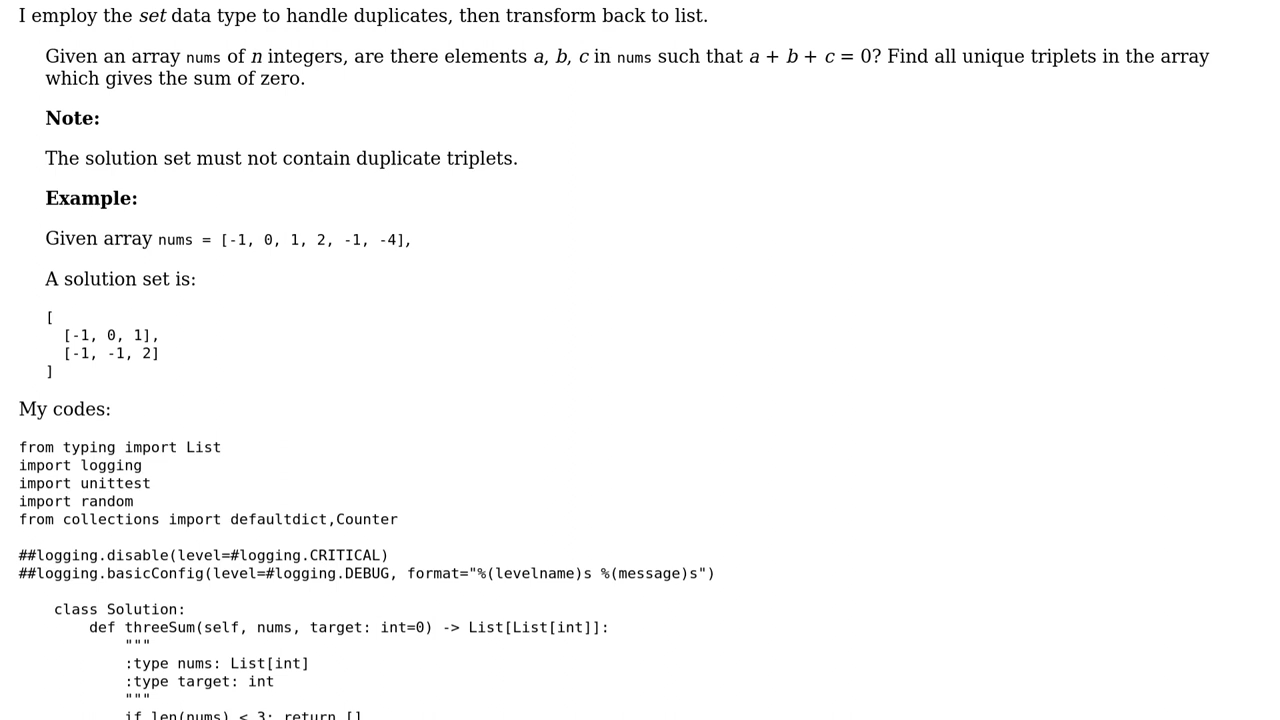 I employ the set data type to handle duplicates, then transform back to list.
Given an array nums of n integers, are there elements a, b, c in nums such that a + b + c = 0? Find all unique triplets in the array
which gives the sum of zero.
Note:
The solution set must not contain duplicate triplets.
Example:
Given array nums = [-1, 0, 1, 2, -1, -4],
A solution set is:
[
  [-1, 0, 1],
  [-1, -1, 2]
]
My codes:
from typing import List
import logging
import unittest
import random
from collections import defaultdict,Counter
##logging.disable(level=#logging.CRITICAL)
##logging.basicConfig(level=#logging.DEBUG, format="%(levelname)s %(message)s")
    class Solution:
        def threeSum(self, nums, target: int=0) -> List[List[int]]:
            """
            :type nums: List[int]
            :type target: int
            """
            if len(nums) < 3: return []